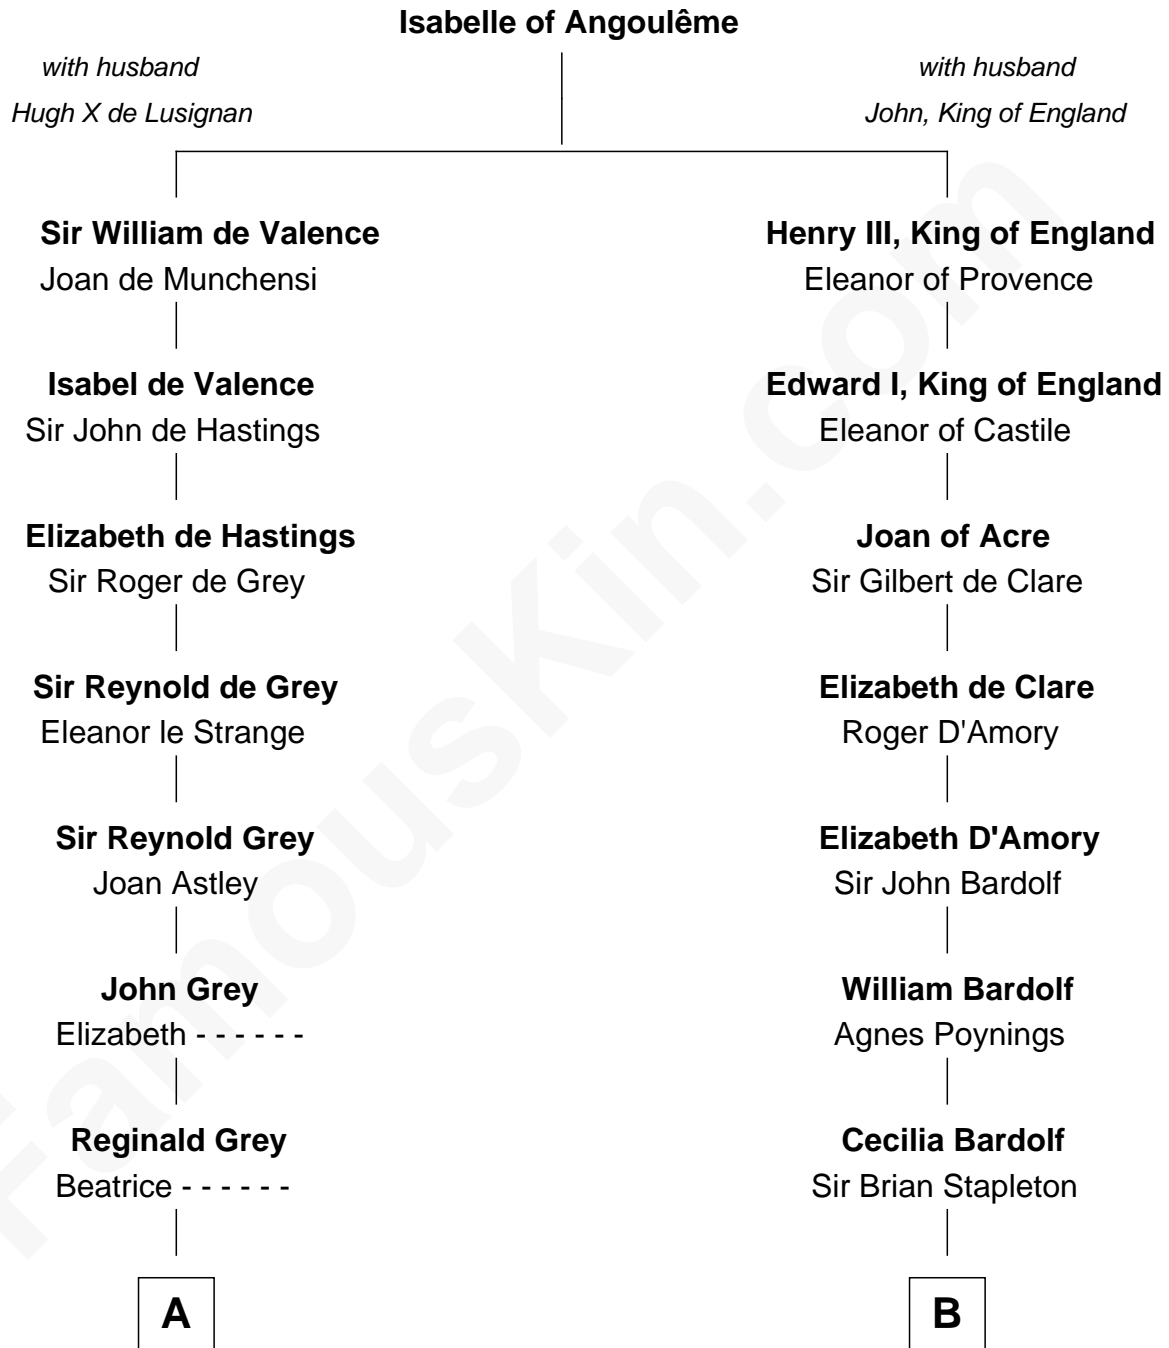 Isabelle of Angoulême
with husband
Hugh X de Lusignan
with husband
John, King of England
Sir William de Valence
Joan de Munchensi
Henry III, King of England
Eleanor of Provence
Isabel de Valence
Sir John de Hastings
Edward I, King of England
Eleanor of Castile
Elizabeth de Hastings
Sir Roger de Grey
Joan of Acre
Sir Gilbert de Clare
Sir Reynold de Grey
Eleanor le Strange
Elizabeth de Clare
Roger D'Amory
Sir Reynold Grey
Joan Astley
Elizabeth D'Amory
Sir John Bardolf
John Grey
Elizabeth - - - - - -
William Bardolf
Agnes Poynings
Reginald Grey
Beatrice - - - - - -
Cecilia Bardolf
Sir Brian Stapleton
A
B
FamousKin.com